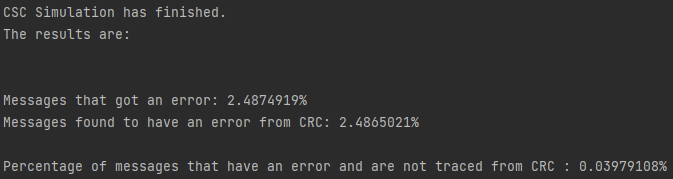 CSC Simulation has finished.
The results are:
Messages that got an error: 2.4874919%
Messages found to have an error from CRC: 2.4865021%
Percentage of messages that have an error and are not traced from CRC : 0.03979108%